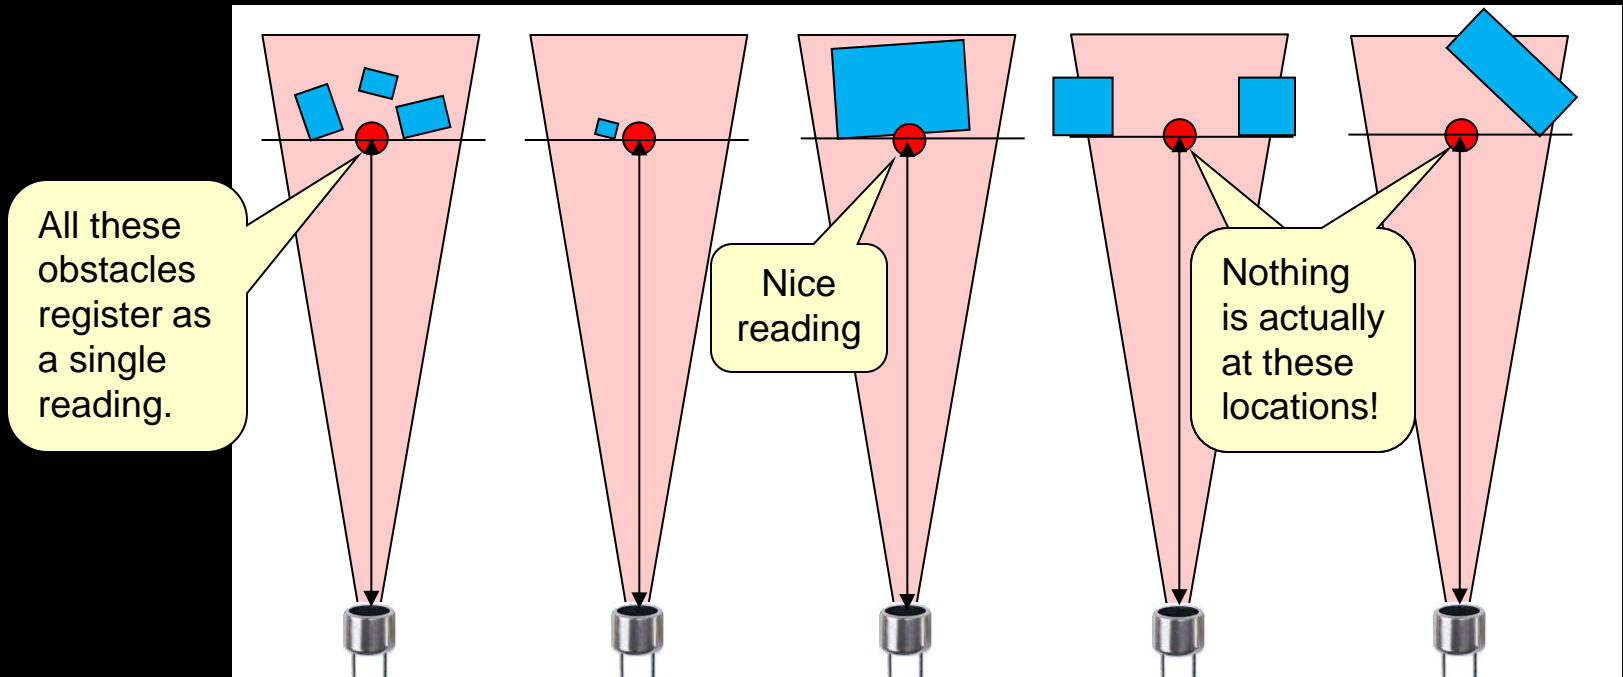 All these
obstacles
register as
a single
reading.
Nice
reading
Nothing
is actually
at these
locations!